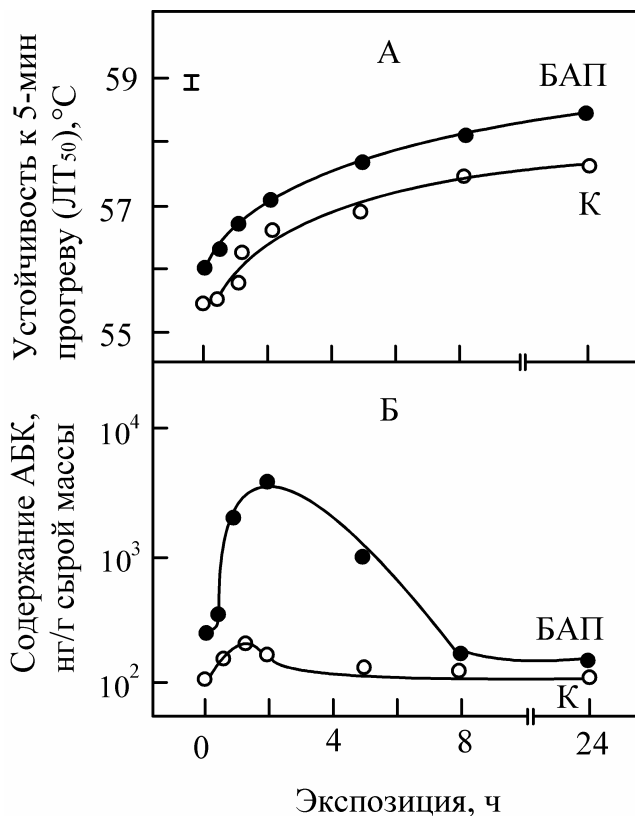 А
Устойчивость к 5-мин
прогреву (ЛТ50),°С
59
57
55
БАП
К
Б
Содержание АБК,
нг/г сырой массы
10⁴
10³
10²
БАП
К
0 4 8 24
Экспозиция, ч